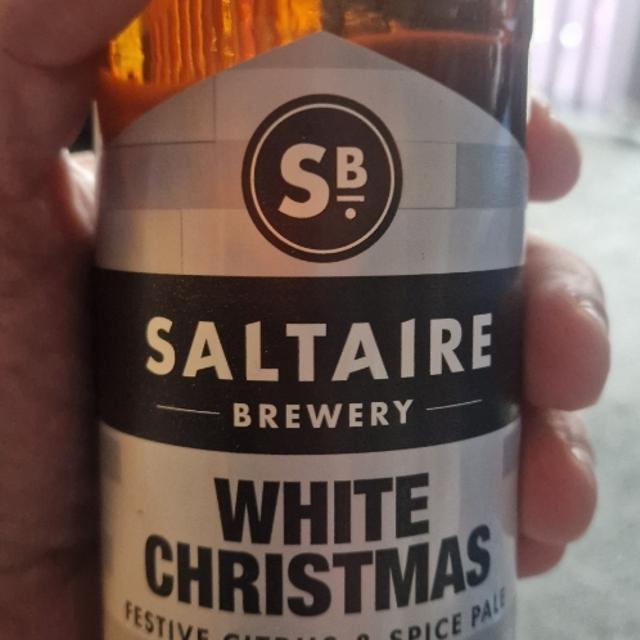 SB
SALTAIRE
BREWERY
WHITE
CHRISTMAS
FESTIVE CITRUS & SPICE PALE